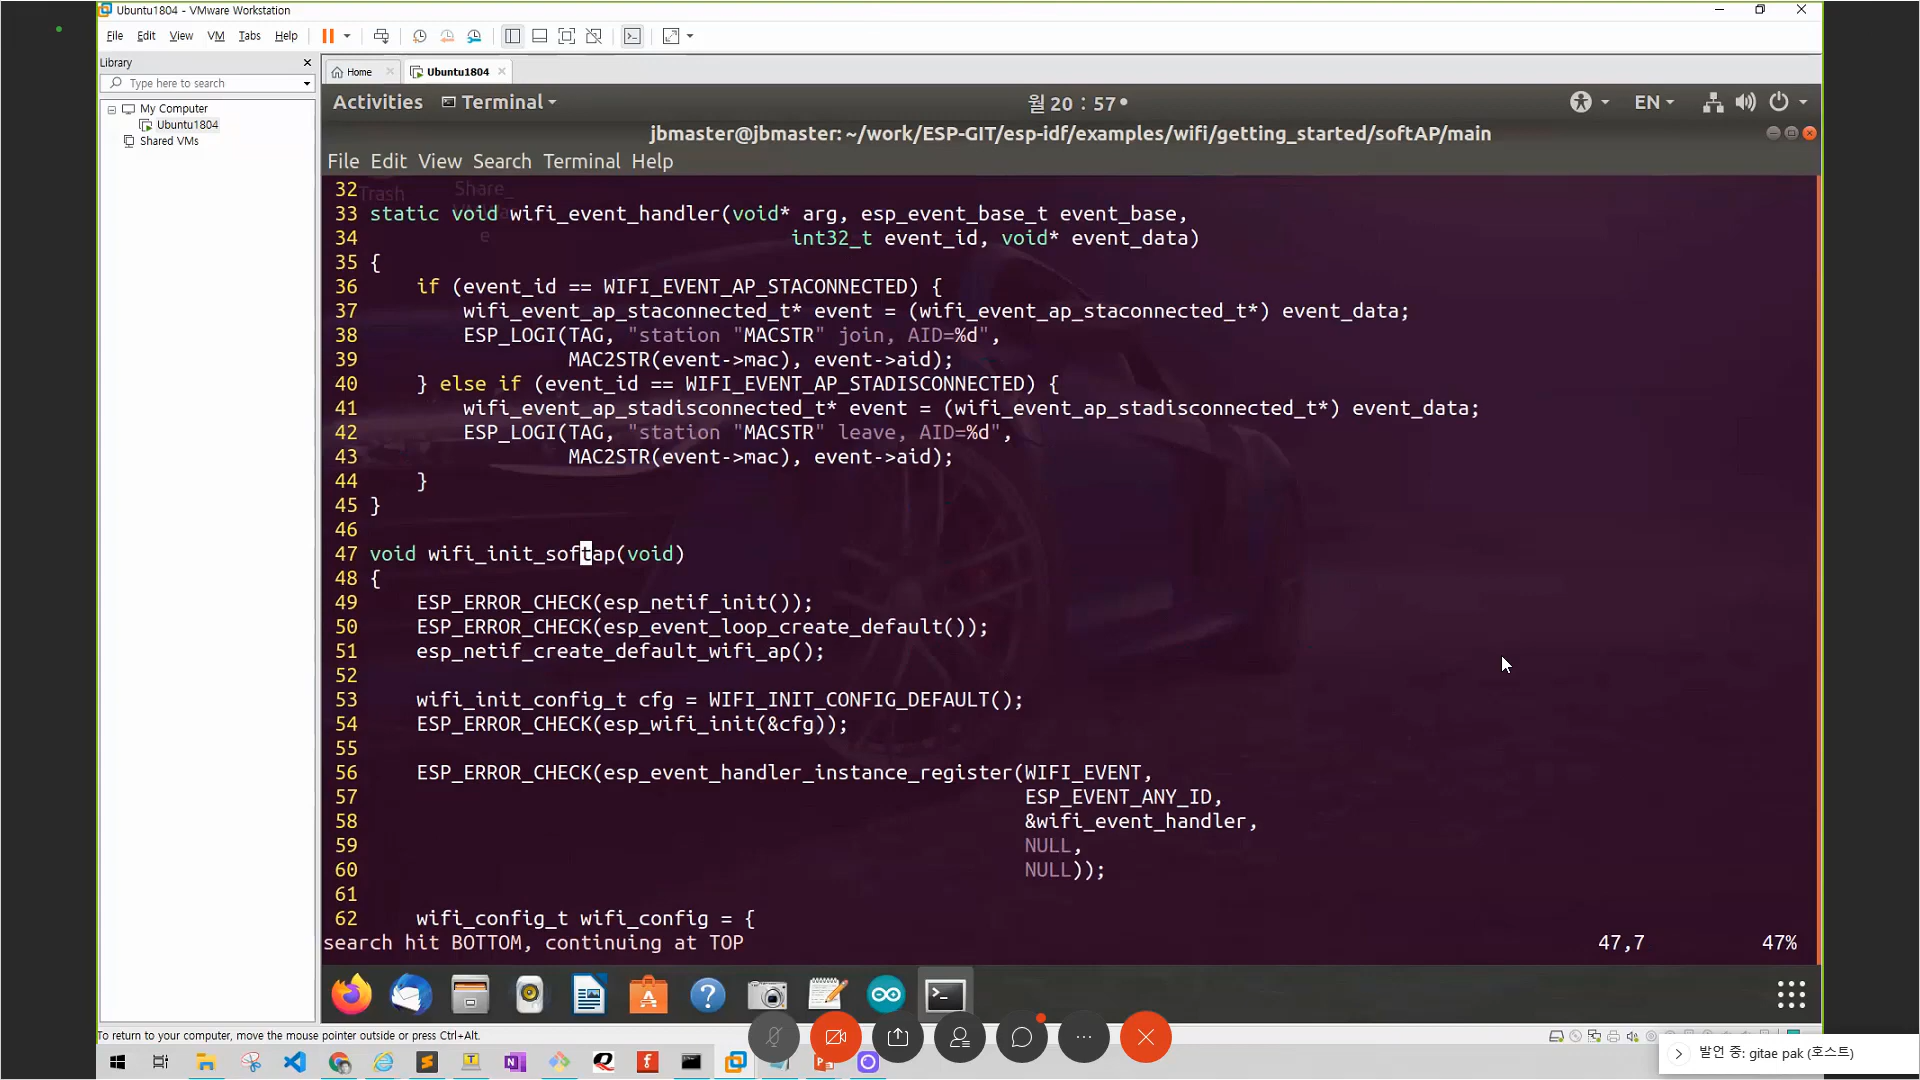 Ubuntu1804 - VMware Workstation
File Edit View VM Tabs Help
Library
Type here to search
My Computer
Ubuntu1804
Shared VMs
Home
Ubuntu1804
Activities Terminal 월 20 : 57 EN
jbmaster@jbmaster: ~/work/ESP-GIT/esp-idf/examples/wifi/getting_started/softAP/main
File Edit View Search Terminal Help
Trash Share_
32
33 static void wifi_event_handler(void* arg, esp_event_base_t event_base,
34 int32_t event_id, void* event_data)
35 {
36 if (event_id == WIFI_EVENT_AP_STACONNECTED) {
37 wifi_event_ap_staconnected_t* event = (wifi_event_ap_staconnected_t*) event_data;
38 ESP_LOGI(TAG, "station "MACSTR" join, AID=%d",
39 MAC2STR(event->mac), event->aid);
40 } else if (event_id == WIFI_EVENT_AP_STADISCONNECTED) {
41 wifi_event_ap_stadisconnected_t* event = (wifi_event_ap_stadisconnected_t*) event_data;
42 ESP_LOGI(TAG, "station "MACSTR" leave, AID=%d",
43 MAC2STR(event->mac), event->aid);
44 }
45 }
46
47 void wifi_init_softap(void)
48 {
49 ESP_ERROR_CHECK(esp_netif_init());
50 ESP_ERROR_CHECK(esp_event_loop_create_default());
51 esp_netif_create_default_wifi_ap();
52
53 wifi_init_config_t cfg = WIFI_INIT_CONFIG_DEFAULT();
54 ESP_ERROR_CHECK(esp_wifi_init(&cfg));
55
56 ESP_ERROR_CHECK(esp_event_handler_instance_register(WIFI_EVENT,
57 ESP_EVENT_ANY_ID,
58 &wifi_event_handler,
59 NULL,
60 NULL));
61
62 wifi_config_t wifi_config = {
search hit BOTTOM, continuing at TOP 47,7 47%
To return to your computer, move the mouse pointer outside or press Ctrl+Alt.
발언 중: gitae pak (호스트)